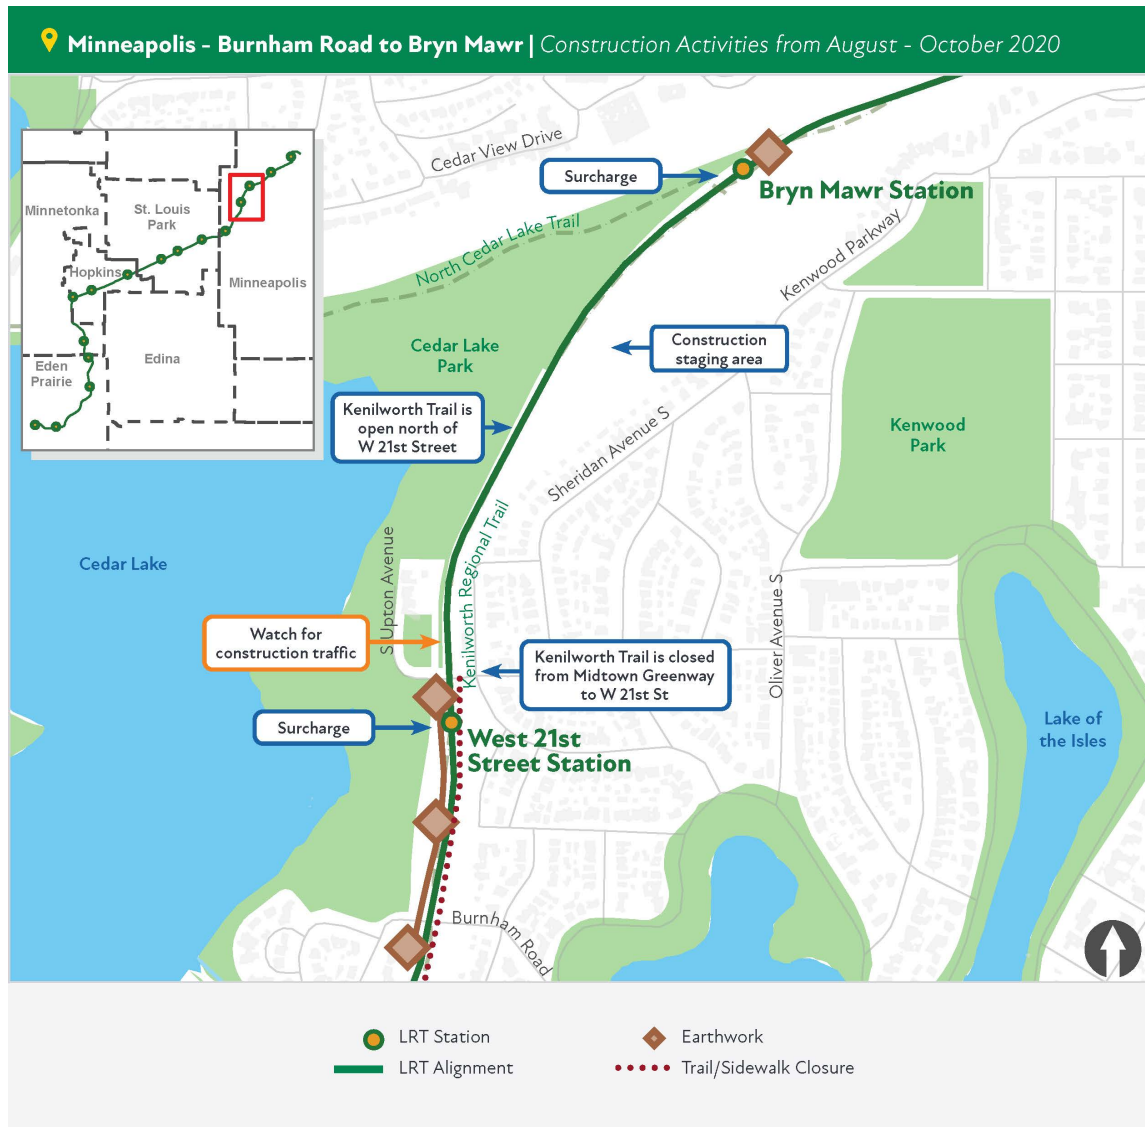 Minneapolis - Burnham Road to Bryn Mawr | Construction Activities from August - October 2020
Minnetonka
St. Louis
Park
Hopkins
Minneapolis
Edina
Eden
Prairie
Cedar View Drive
Surcharge
Bryn Mawr Station
North Cedar Lake Trail
Kenwood Parkway
Construction
staging area
Cedar Lake
Park
Kenilworth Trail is
open north of
W 21st Street
Sheridan Avenue S
Kenwood
Park
Cedar Lake
S Upton Avenue
Kenilworth Regional Trail
Oliver Avenue S
Watch for
construction traffic
Kenilworth Trail is closed
from Midtown Greenway
to W 21st St
Surcharge
West 21st
Street Station
Lake of
the Isles
Burnham Road
LRT Station
Earthwork
LRT Alignment
Trail/Sidewalk Closure